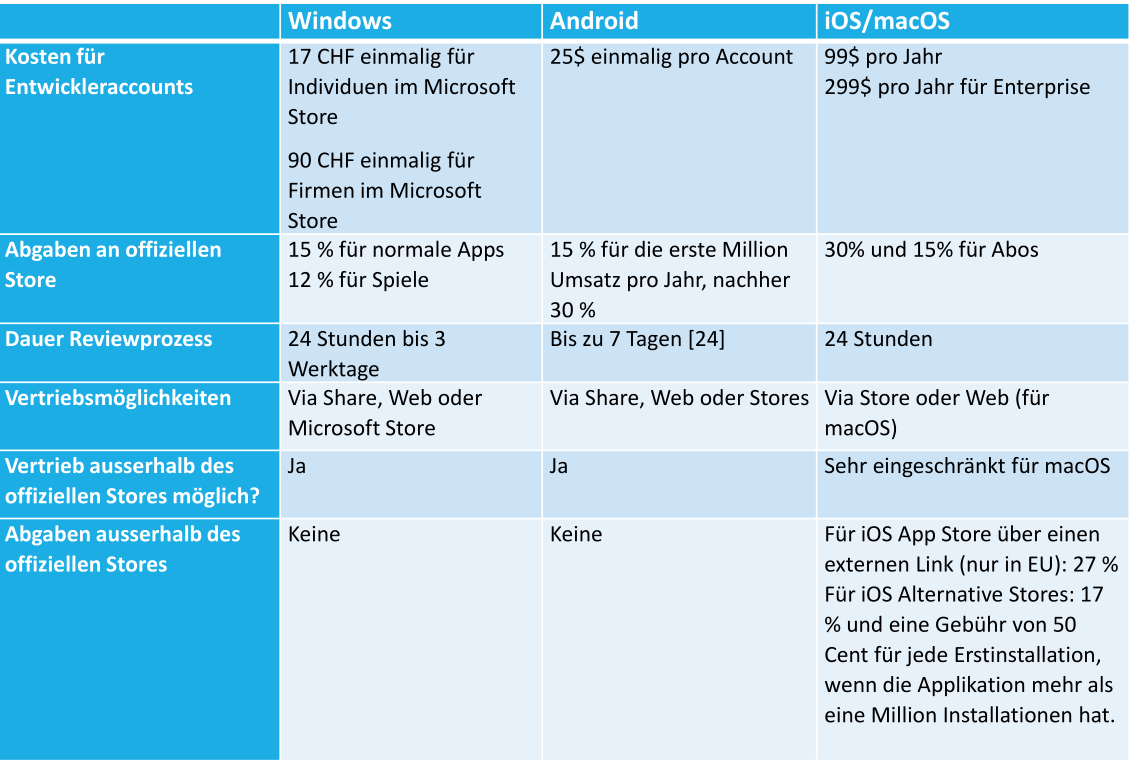 Windows
Android
iOS/macOS
Kosten für
Entwickleraccounts
17 CHF einmalig für
Individuen im Microsoft
Store
90 CHF einmalig für
Firmen im Microsoft
Store
25$ einmalig pro Account
99$ pro Jahr
299$ pro Jahr für Enterprise
Abgaben an offiziellen
Store
15 % für normale Apps
12 % für Spiele
15 % für die erste Million
Umsatz pro Jahr, nachher
30 %
30% und 15% für Abos
Dauer Reviewprozess
24 Stunden bis 3
Werktage
Bis zu 7 Tagen [24]
24 Stunden
Vertriebsmöglichkeiten
Via Share, Web oder
Microsoft Store
Via Share, Web oder Stores
Via Store oder Web (für
macOS)
Vertrieb ausserhalb des
offiziellen Stores möglich?
Ja
Ja
Sehr eingeschränkt für macOS
Abgaben ausserhalb des
offiziellen Stores
Keine
Keine
Für iOS App Store über einen
externen Link (nur in EU): 27 %
Für iOS Alternative Stores: 17
% und eine Gebühr von 50
Cent für jede Erstinstallation,
wenn die Applikation mehr als
eine Million Installationen hat.